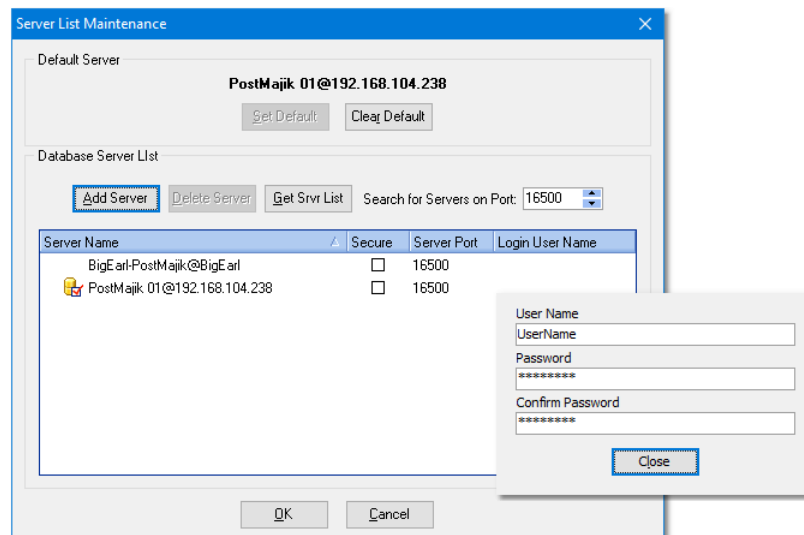 Server List Maintenance
Default Server
PostMajik 01@192.168.104.238
Set Default Clear Default
Database Server LIst
Add Server Delete Server Get Srvr List Search for Servers on Port: 16500
Server Name Secure Server Port Login User Name
BigEarl-PostMajik@BigEarl 16500
PostMajik 01@192.168.104.238 16500
User Name
UserName
Password
********
Confirm Password
********
Close
OK Cancel